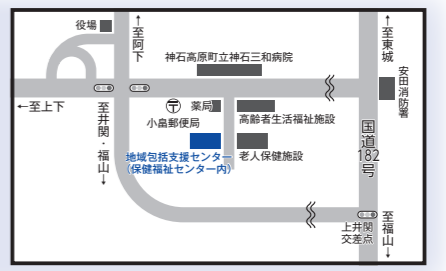 役場
↑至阿下
↑至東城
神石高原町立神石三和病院
安田消防署
←至上下
至井関・福山↓
〒
薬局
小畠郵便局
高齢者生活福祉施設
国道182号
地域包括支援センター
（保健福祉センター内）
老人保健施設
上井関
交差点
至福山↓